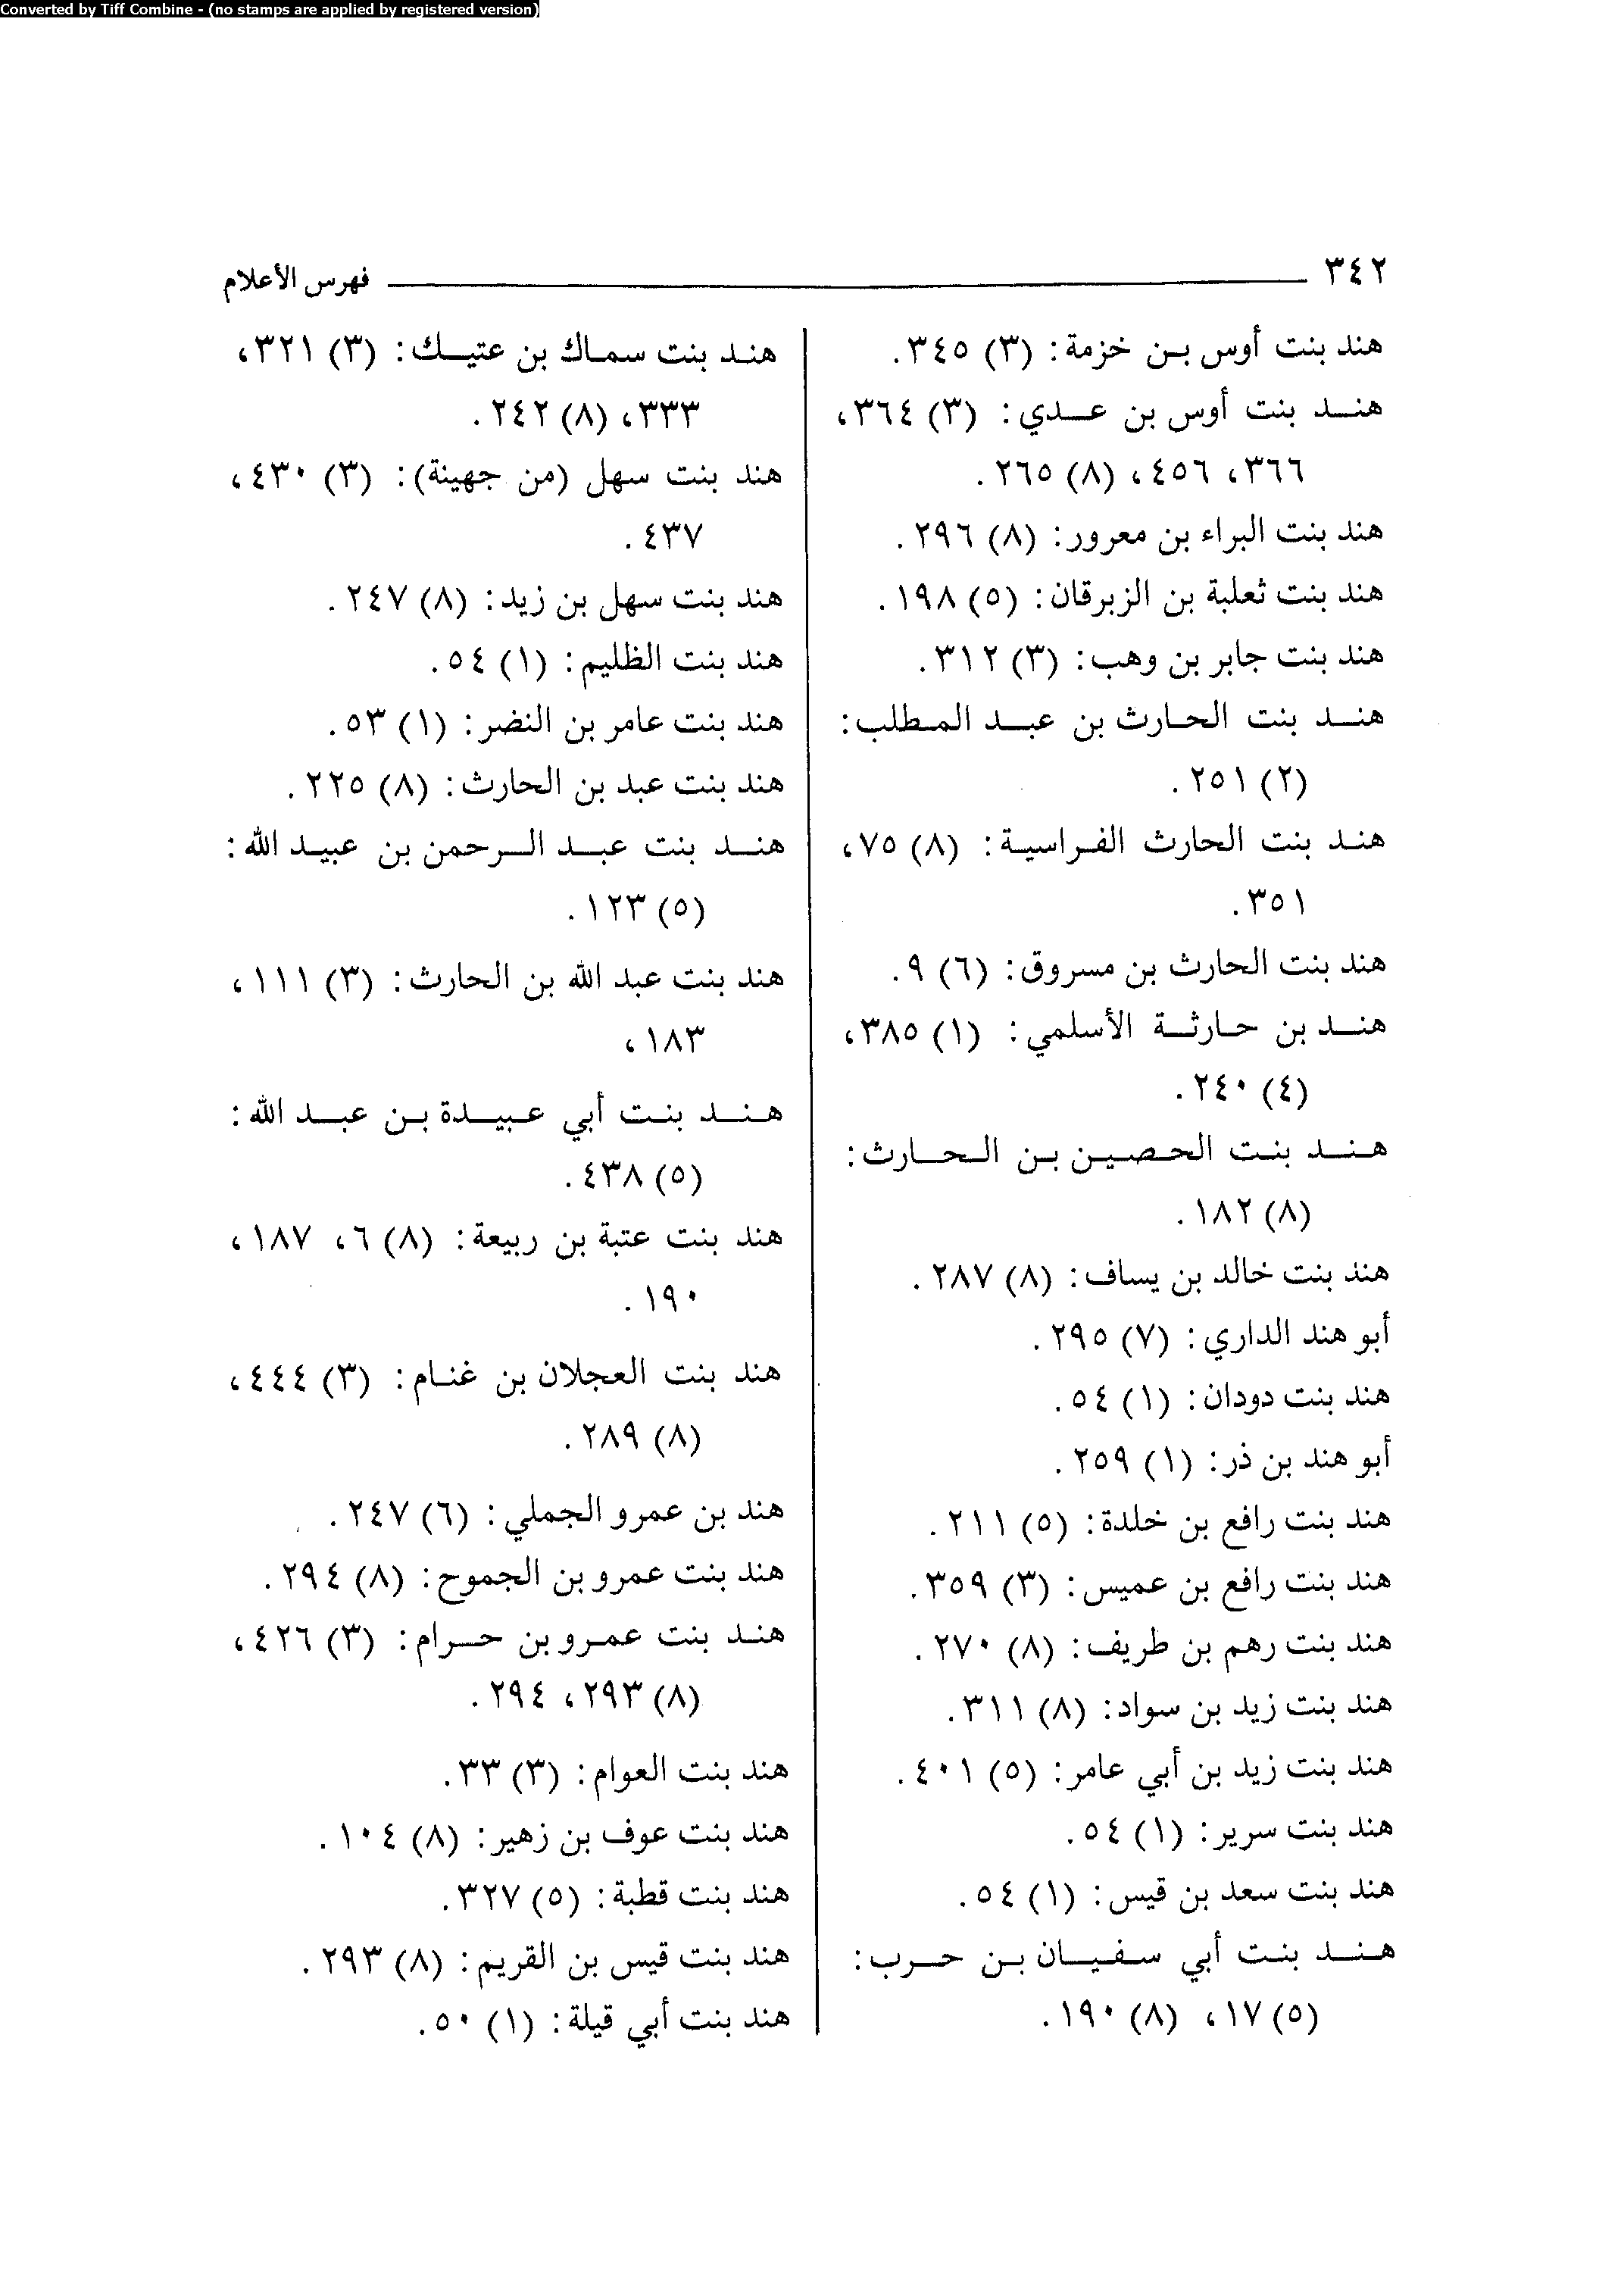 Converted by Tiff Combine - (no stamps are applied by registered version)
٣٤٢ فهرس الأعلام
هند بنت أوس بن خزمة: (٣) ٣٤٥.
هند بنت أوس بن عدي: (٣) ٣٦٤،
٣٦٦، ٤٥٦، (٨) ٢٦٥.
هند بنت البراء بن معرور: (٨) ٢٩٦.
هند بنت ثعلبة بن الزبرقان: (٥) ١٩٨.
هند بنت جابر بن وهب: (٣) ٣١٢.
هند بنت الحارث بن عبد المطلب:
(٢) ٢٥١.
هند بنت الحارث الفراسية: (٨) ٧٥،
٣٥١.
هند بنت الحارث بن مسروق: (٦) ٩.
هند بن حارثة الأسلمي: (١) ٣٨٥،
(٤) ٢٤٠.
هند بنت الحصين بن الحارث:
(٨) ١٨٢.
هند بنت خالد بن يساف: (٨) ٢٨٧.
أبو هند الداري: (٧) ٢٩٥.
هند بنت دودان: (١) ٥٤.
أبو هند بن ذر: (١) ٢٥٩.
هند بنت رافع بن خلدة: (٥) ٢١١.
هند بنت رافع بن عميس: (٣) ٣٥٩.
هند بنت رهم بن طريف: (٨) ٢٧٠.
هند بنت زيد بن سواد: (٨) ٣١١.
هند بنت زيد بن أبي عامر: (٥) ٤٠١.
هند بنت سرير: (١) ٥٤.
هند بنت سعد بن قيس: (١) ٥٤.
هند بنت أبي سفيان بن حرب:
(٥) ١٧، (٨) ١٩٠.
هند بنت سماك بن عتيك: (٣) ٣٢١،
٣٣٣، (٨) ٢٤٢.
هند بنت سهل (من جهينة): (٣) ٤٣٠،
٤٣٧.
هند بنت سهل بن زيد: (٨) ٢٤٧.
هند بنت الظليم: (١) ٥٤.
هند بنت عامر بن النضر: (١) ٥٣.
هند بنت عبد بن الحارث: (٨) ٢٢٥.
هند بنت عبد الرحمن بن عبيد الله:
(٥) ١٢٣.
هند بنت عبد الله بن الحارث: (٣) ١١١،
١٨٣،
هند بنت أبي عبيدة بن عبد الله:
(٥) ٤٣٨.
هند بنت عتبة بن ربيعة: (٨) ٦، ١٨٧،
١٩٠.
هند بنت العجلان بن غنام: (٣) ٤٤٤،
(٨) ٢٨٩.
هند بن عمرو الجملي: (٦) ٢٤٧.
هند بنت عمرو بن الجموح: (٨) ٢٩٤.
هند بنت عمرو بن حرام: (٣) ٤٢٦،
(٨) ٢٩٣، ٢٩٤.
هند بنت العوام: (٣) ٣٣.
هند بنت عوف بن زهير: (٨) ١٠٤.
هند بنت قطبة: (٥) ٣٢٧.
هند بنت قيس بن القريم: (٨) ٢٩٣.
هند بنت أبي قيلة: (١) ٥٠.